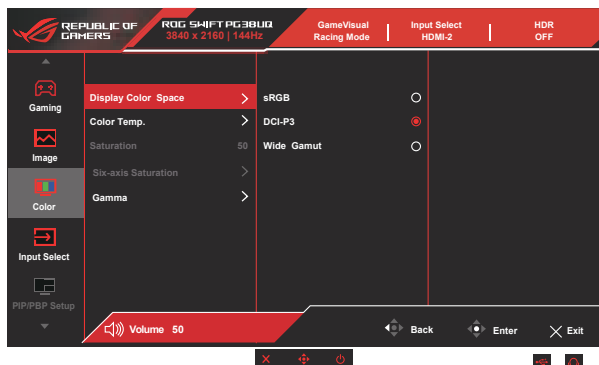 REPUBLIC OF
GAMERS
ROG SWIFT PG38UQ
3840 x 2160 | 144Hz
GameVisual
Racing Mode
Input Select
HDMI-2
HDR
OFF
Gaming
Image
Color
Input Select
PIP/PBP Setup
Display Color Space
Color Temp.
Saturation 50
Six-axis Saturation
Gamma
sRGB
DCI-P3
Wide Gamut
Volume 50
Back
Enter
Exit